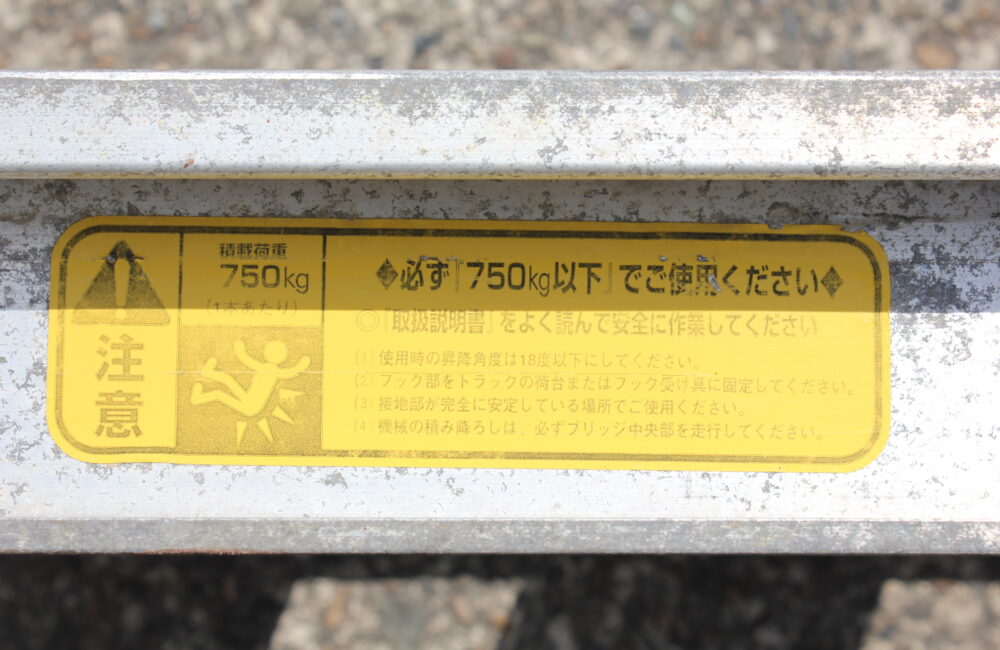 注意
積載荷重
750kg
(1本あたり)
◆必ず「750kg以下」でご使用ください◆
◎「取扱説明書」をよく読んで安全に作業してください
(1) 使用時の昇降角度は18度以下にしてください。
(2) フック部をトラックの荷台またはフック受け具に固定してください。
(3) 接地部が完全に安定している場所でご使用ください。
(4) 機械の積み降ろしは、必ずブリッジ中央部を走行してください。